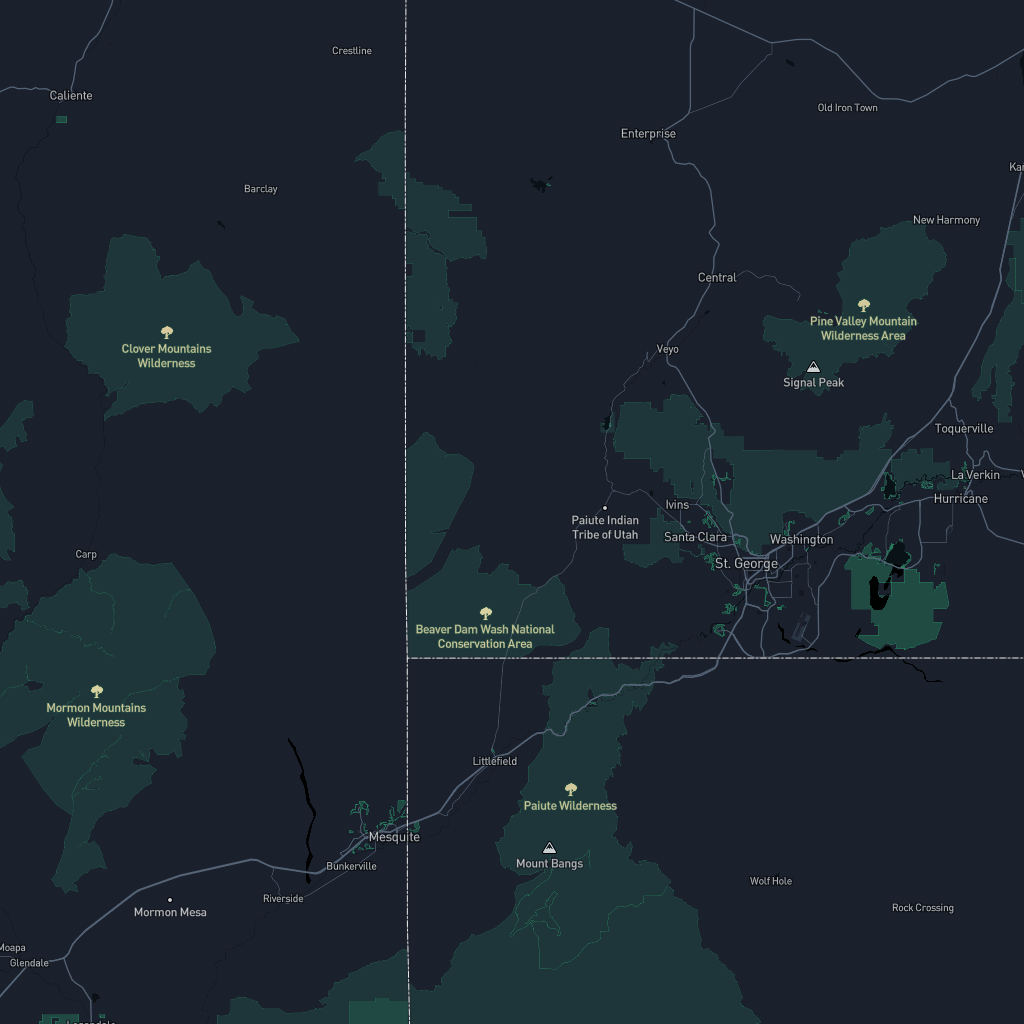 Crestline
Caliente
Old Iron Town
Enterprise
Barclay
New Harmony
Central
Pine Valley Mountain
Wilderness Area
Clover Mountains
Wilderness
Veyo
Signal Peak
Toquerville
La Verkin
Hurricane
Ivins
Paiute Indian
Tribe of Utah
Santa Clara
Washington
Carp
St. George
Beaver Dam Wash National
Conservation Area
Mormon Mountains
Wilderness
Littlefield
Paiute Wilderness
Mesquite
Mount Bangs
Bunkerville
Wolf Hole
Riverside
Rock Crossing
Mormon Mesa
Moapa
Glendale